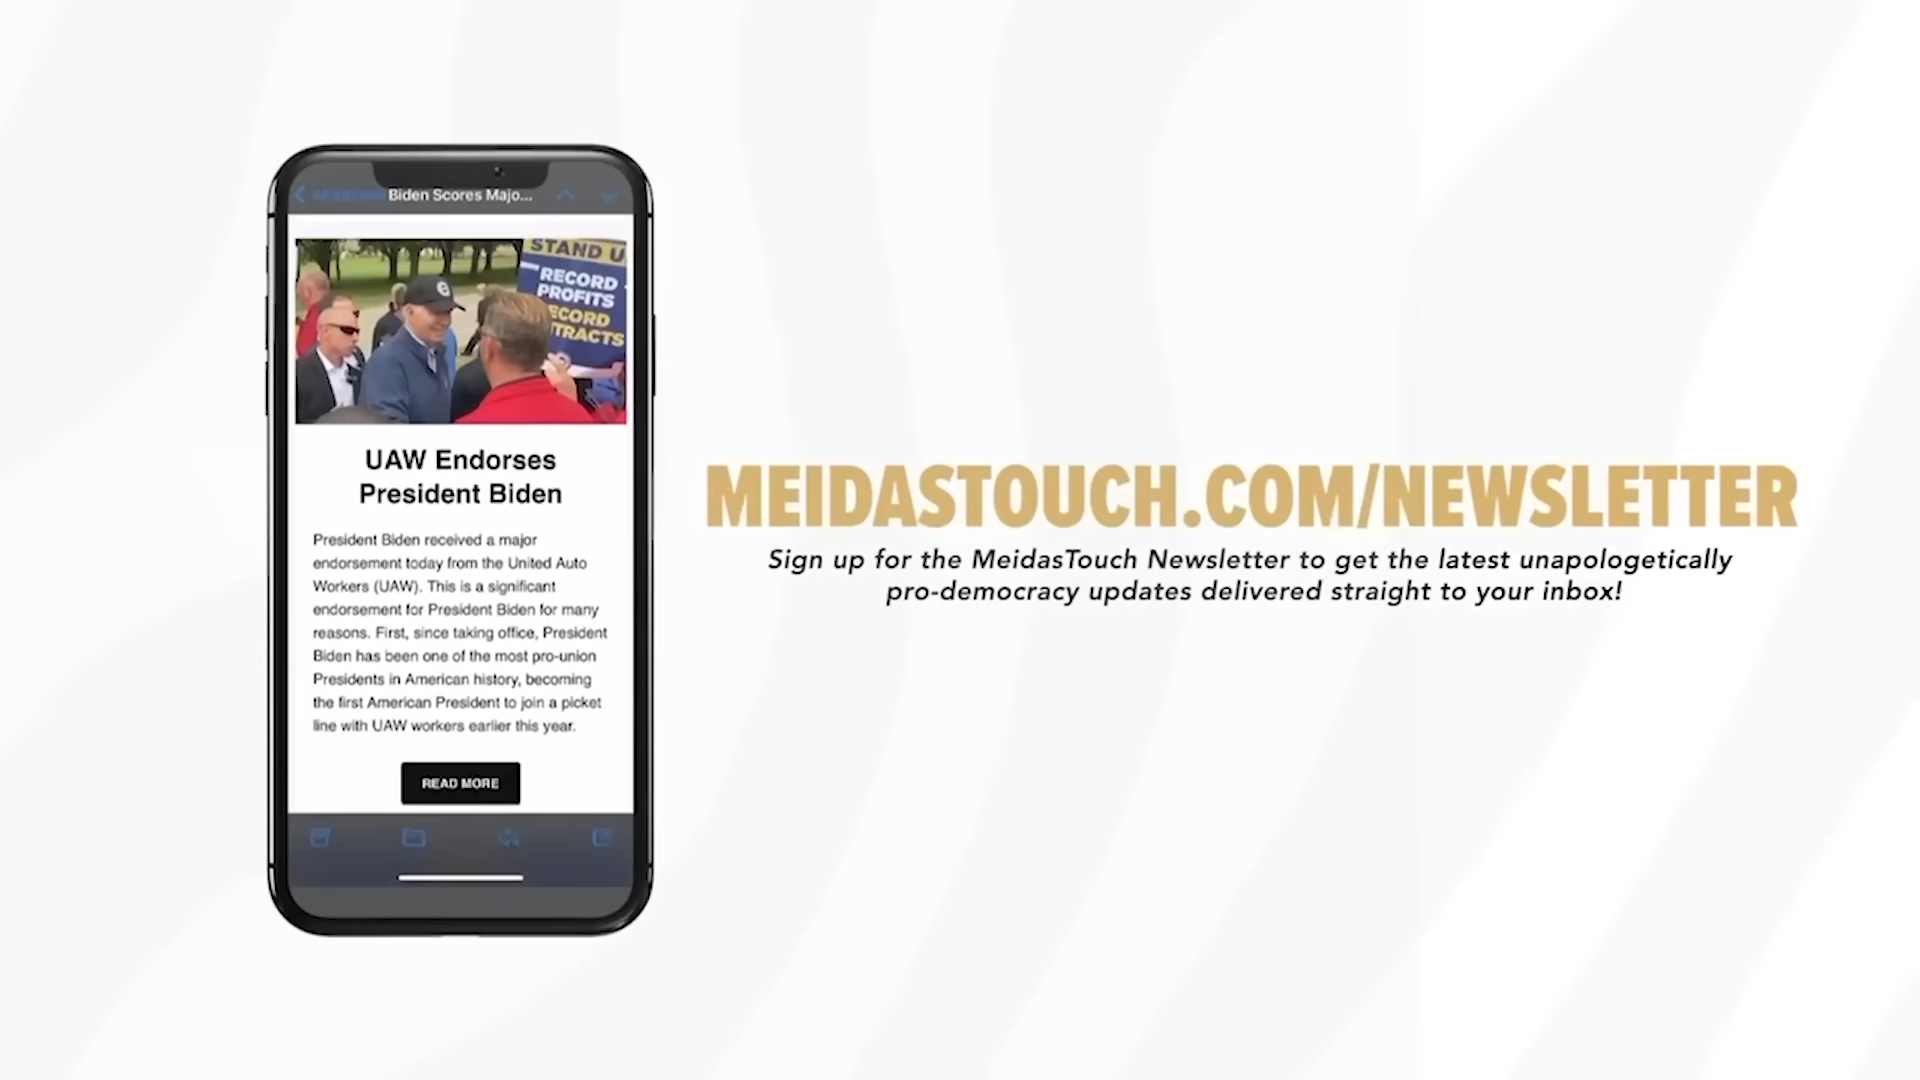 Biden Scores Majo...
STAND U
RECORD
PROFITS
ECORD
NTRACTS
UAW Endorses
President Biden
President Biden received a major
endorsement today from the United Auto
Workers (UAW). This is a significant
endorsement for President Biden for many
reasons. First, since taking office, President
Biden has been one of the most pro-union
Presidents in American history, becoming
the first American President to join a picket
line with UAW workers earlier this year.
READ MORE
MEIDASTOUCH.COM/NEWSLETTER
Sign up for the MeidasTouch Newsletter to get the latest unapologetically
pro-democracy updates delivered straight to your inbox!